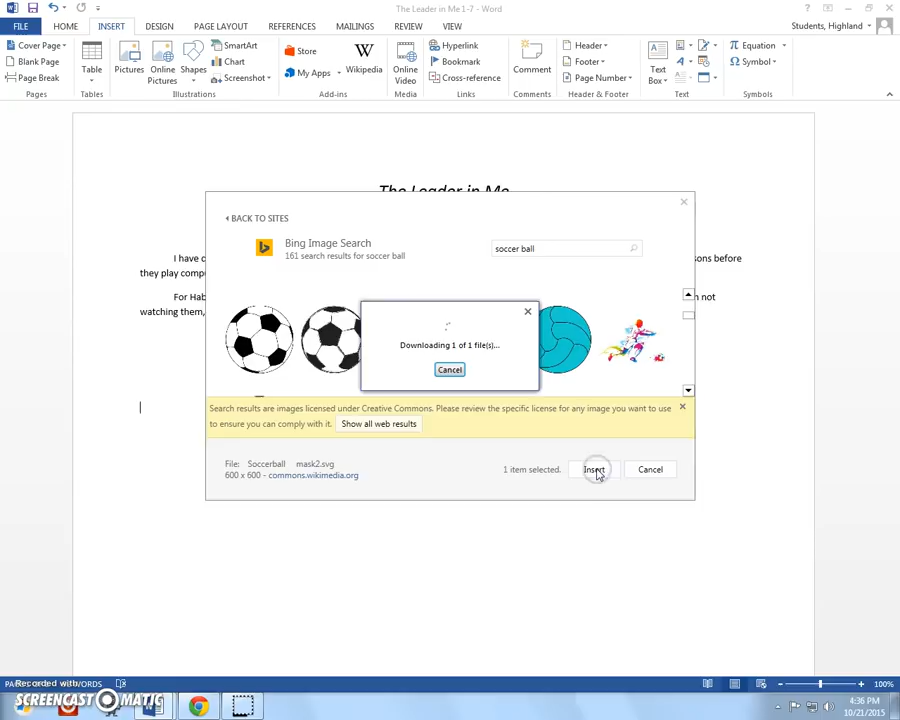 The Leader in Me 1-7 - Word
FILE HOME INSERT DESIGN PAGE LAYOUT REFERENCES MAILINGS REVIEW VIEW Students, Highland
Cover Page
Blank Page
Page Break
Pages
Table
Tables
Pictures
Online Pictures
Shapes
SmartArt
Chart
Screenshot
Illustrations
Store
My Apps
Wikipedia
Add-ins
Online Video
Media
Hyperlink
Bookmark
Cross-reference
Links
Comment
Comments
Header
Footer
Page Number
Header & Footer
Text Box
Text
Equation
Symbol
Symbols
The Leader in Me
BACK TO SITES
Bing Image Search
161 search results for soccer ball
soccer ball
I have
sons before
they play
For
not
watching them,
Downloading 1 of 1 file(s)...
Cancel
Search results are images licensed under Creative Commons. Please review the specific license for any image you want to use
to ensure you can comply with it. Show all web results
File: Soccerball mask2.svg
600 x 600 - commons.wikimedia.org
1 item selected. Insert Cancel
WORDS
100%
Recorded with
SCREENCAST MATIC
4:36 PM
10/21/2015